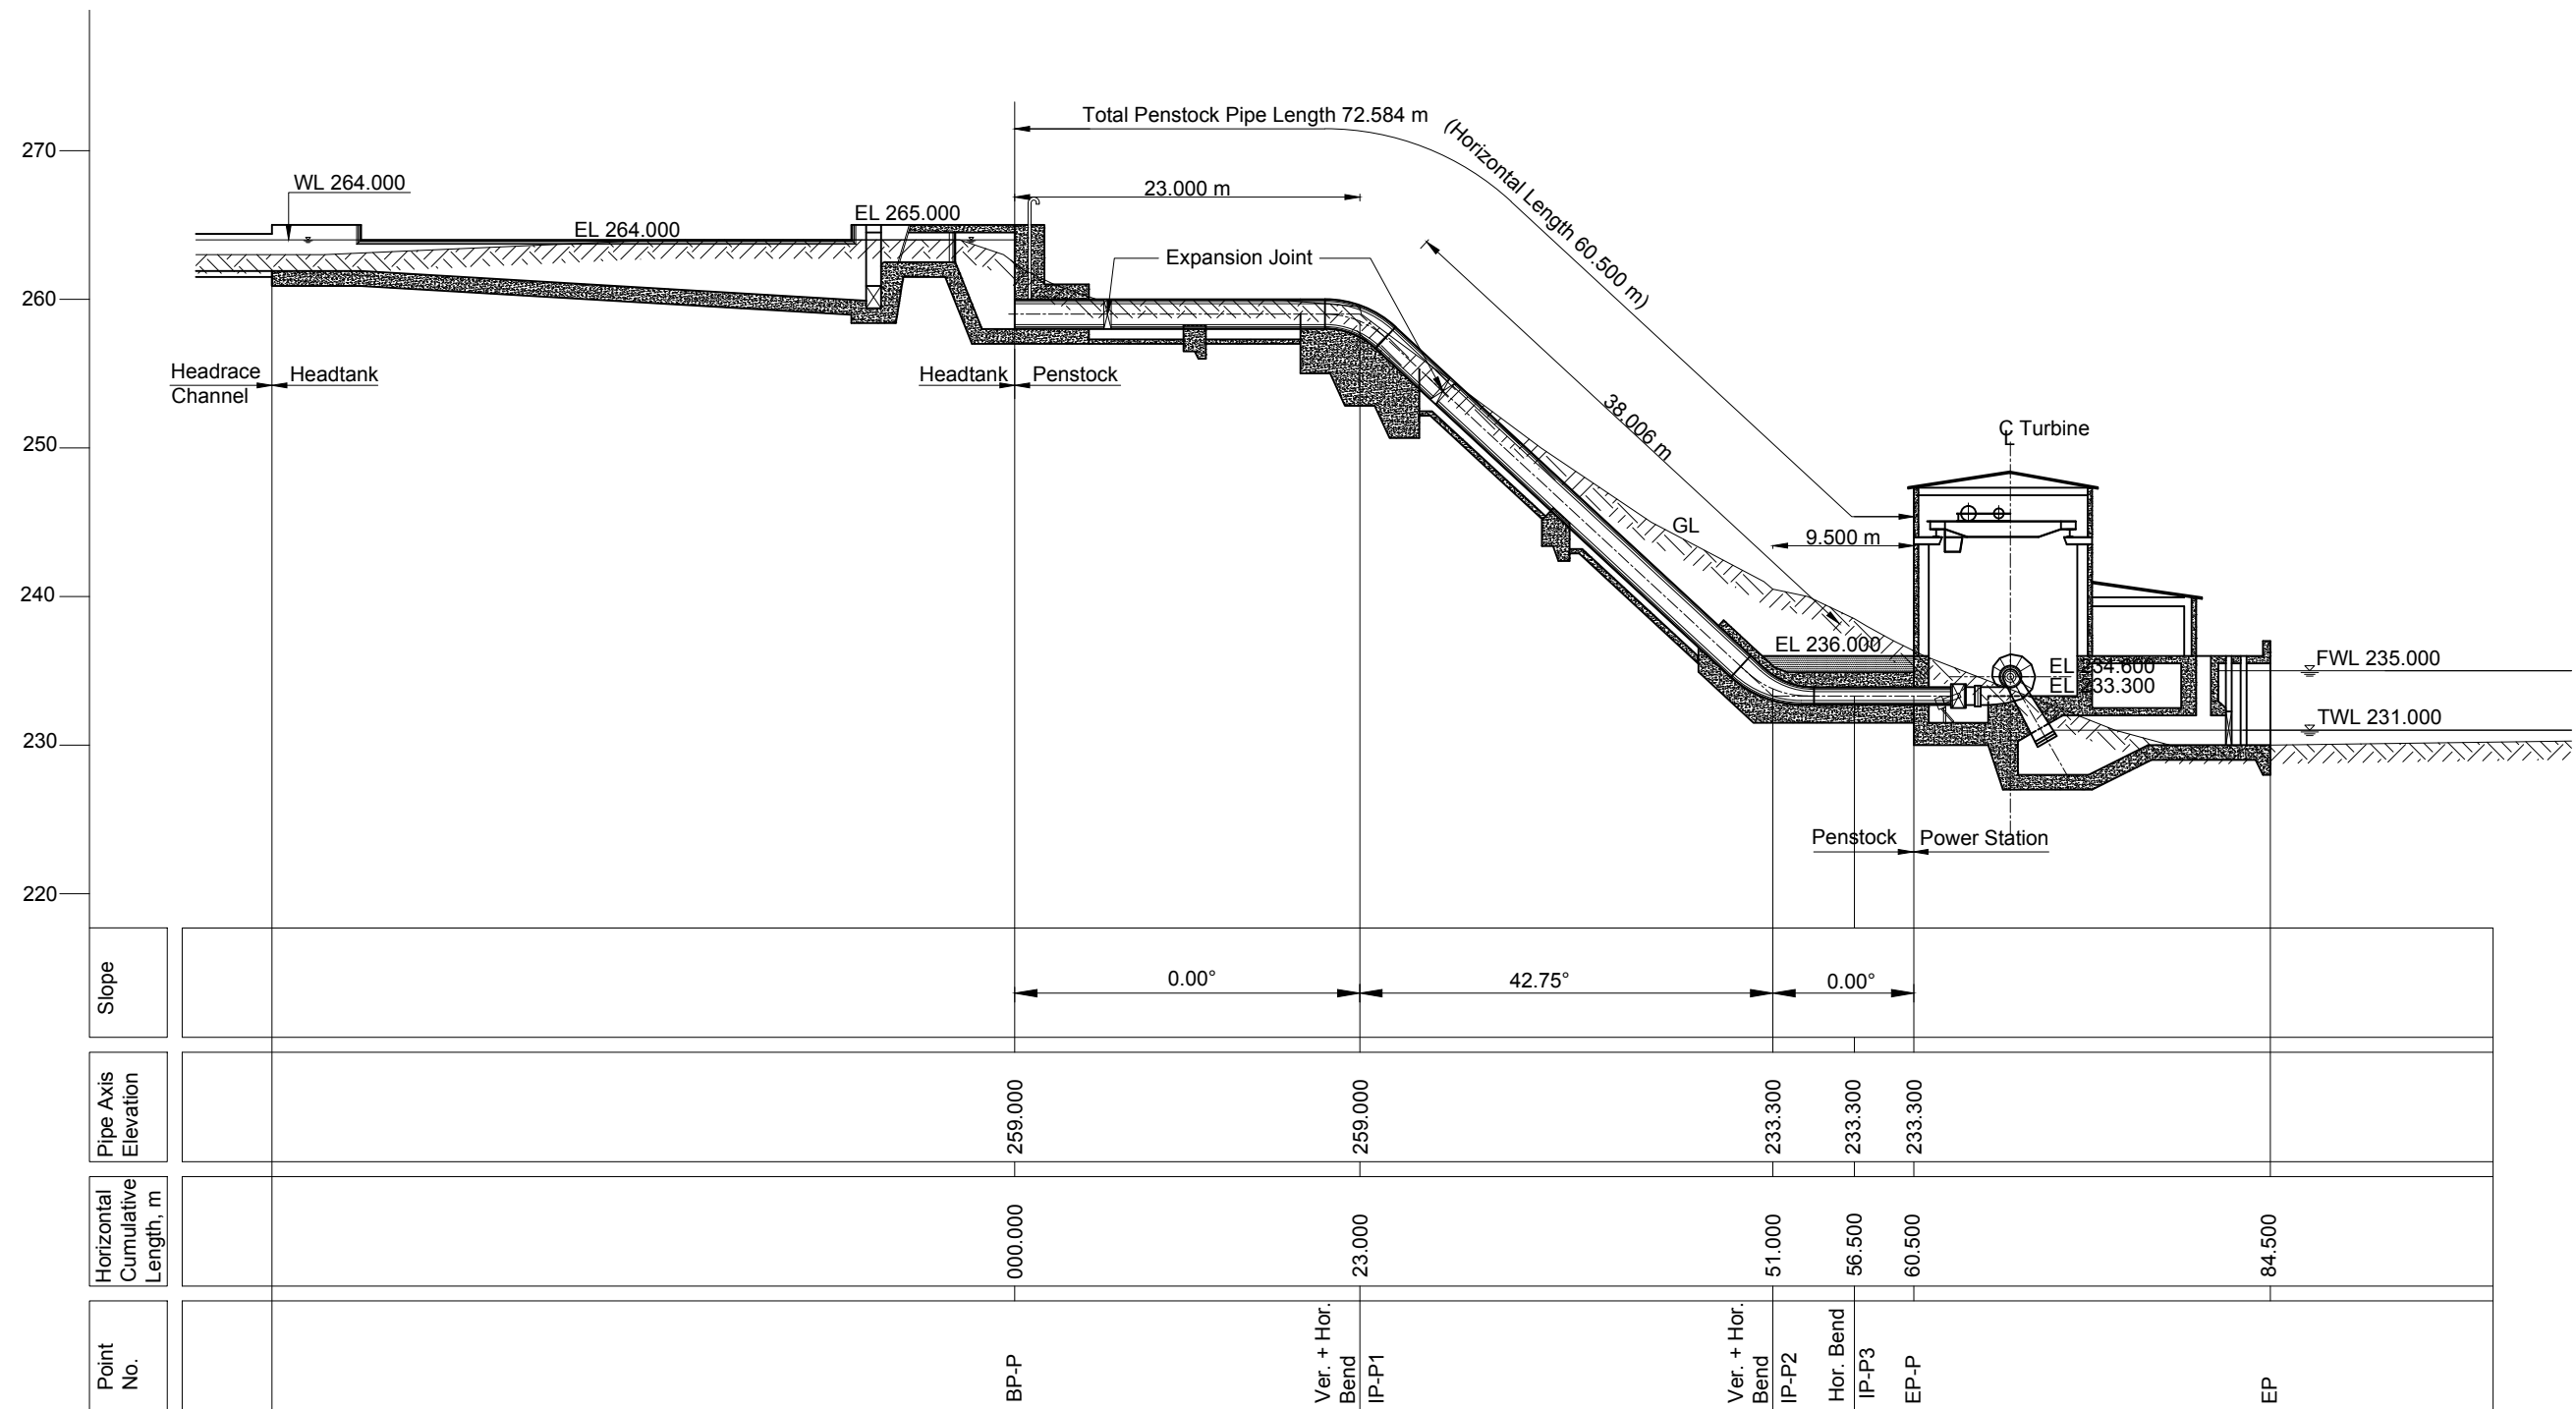 Total Penstock Pipe Length 72.584 m
(Horizontal Length 60.500 m)
270
WL 264.000
23.000 m
EL 265.000
EL 264.000
Expansion Joint
260
Headrace
Channel
Headtank
Headtank
Penstock
38.006 m
250
C L Turbine
GL
9.500 m
240
EL 236.000
EL 234.600
EL 233.300
FWL 235.000
TWL 231.000
230
Penstock
Power Station
220
Slope
0.00°
42.75°
0.00°
Pipe Axis
Elevation
259.000
259.000
233.300
233.300
233.300
Horizontal
Cumulative
Length, m
000.000
23.000
51.000
56.500
60.500
84.500
Point
No.
BP-P
Ver. + Hor.
Bend
IP-P1
Ver. + Hor.
Bend
IP-P2
Hor. Bend
IP-P3
EP-P
EP